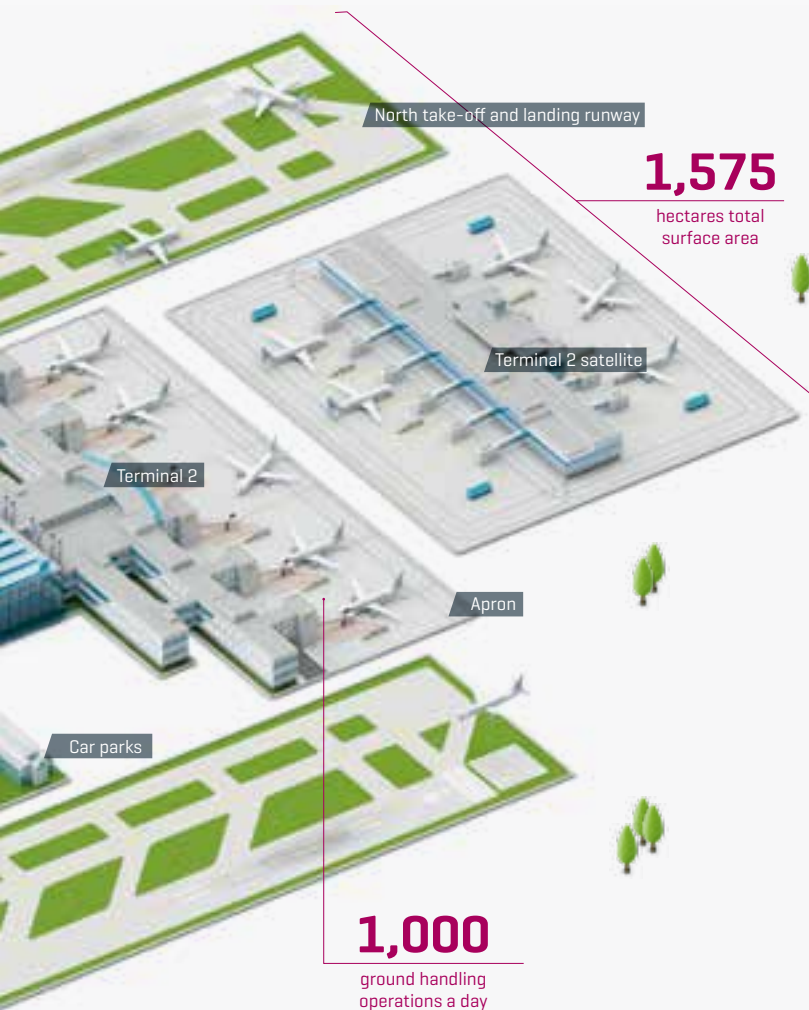 North take-off and landing runway
1,575
hectares total
surface area
Terminal 2 satellite
Terminal 2
Apron
Car parks
1,000
ground handling
operations a day